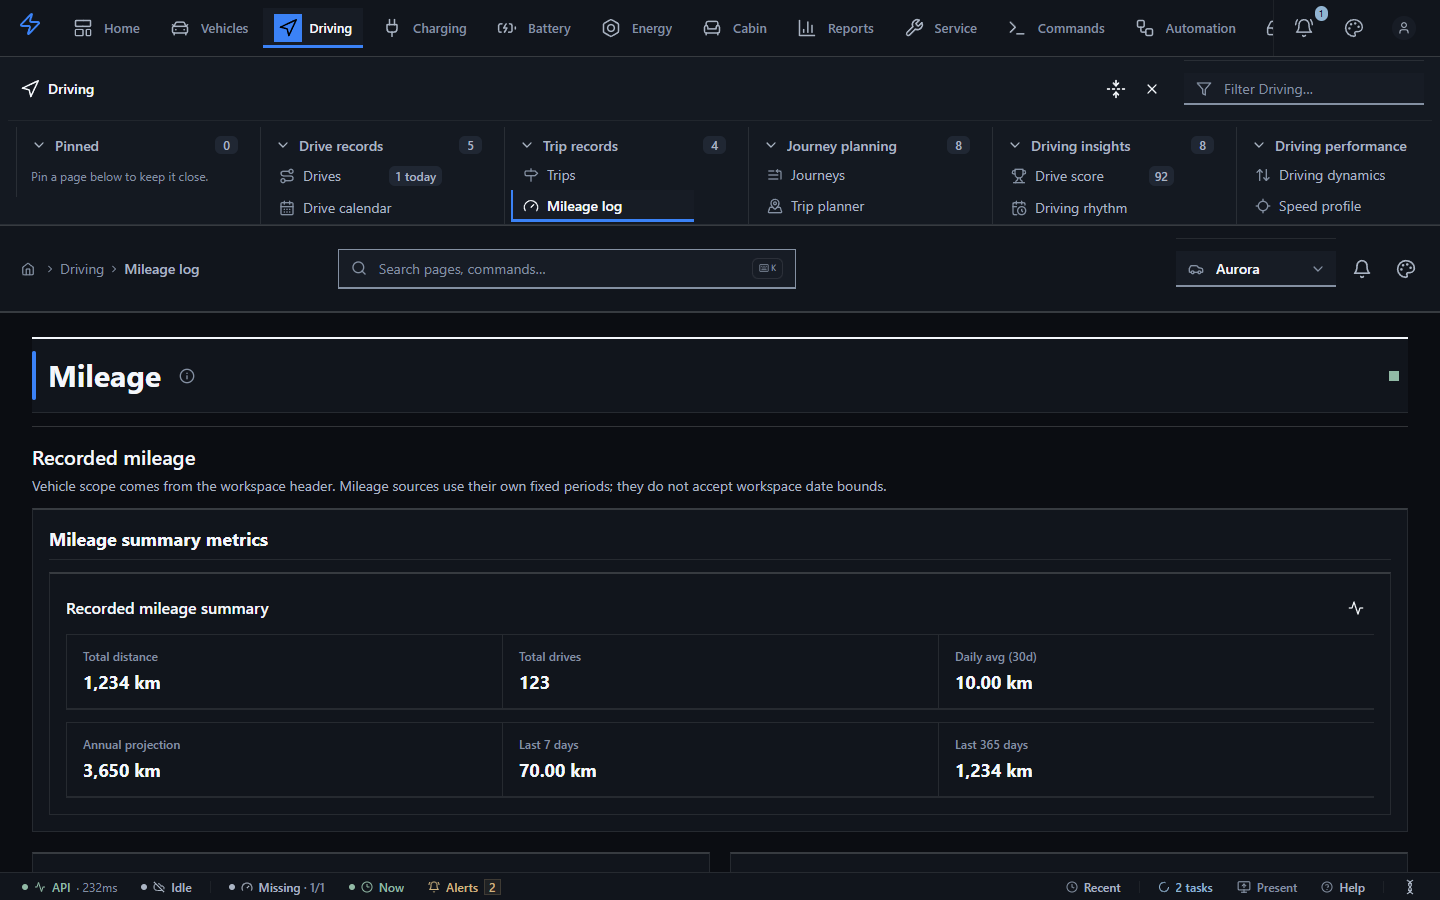 Home Vehicles Driving Charging Battery Energy Cabin Reports Service Commands Automation 1
Driving Filter Driving...
Pinned 0 Drive records 5 Trip records 4 Journey planning 8 Driving insights 8 Driving performance
Pin a page below to keep it close. Drives 1 today Trips Journeys Drive score 92 Driving dynamics
Drive calendar Mileage log Trip planner Driving rhythm Speed profile
Driving Mileage log Search pages, commands... K Aurora
Mileage
Recorded mileage
Vehicle scope comes from the workspace header. Mileage sources use their own fixed periods; they do not accept workspace date bounds.
Mileage summary metrics
Recorded mileage summary
Total distance Total drives Daily avg (30d)
1,234 km 123 10.00 km
Annual projection Last 7 days Last 365 days
3,650 km 70.00 km 1,234 km
API · 232ms Idle Missing · 1/1 Now Alerts 2 Recent 2 tasks Present Help